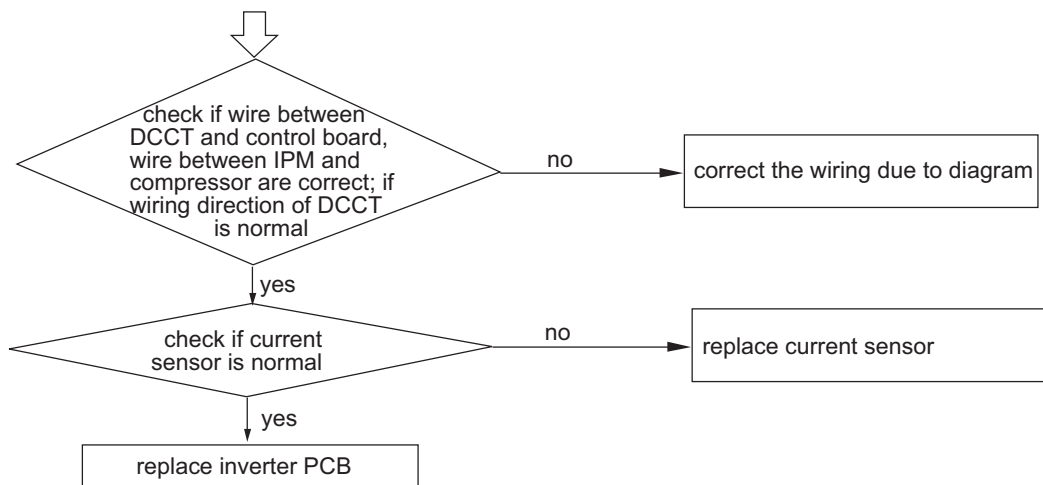 check if wire between
DCCT and control board,
wire between IPM and
compressor are correct; if
wiring direction of DCCT
is normal
no
correct the wiring due to diagram
yes
check if current
sensor is normal
no
replace current sensor
yes
replace inverter PCB